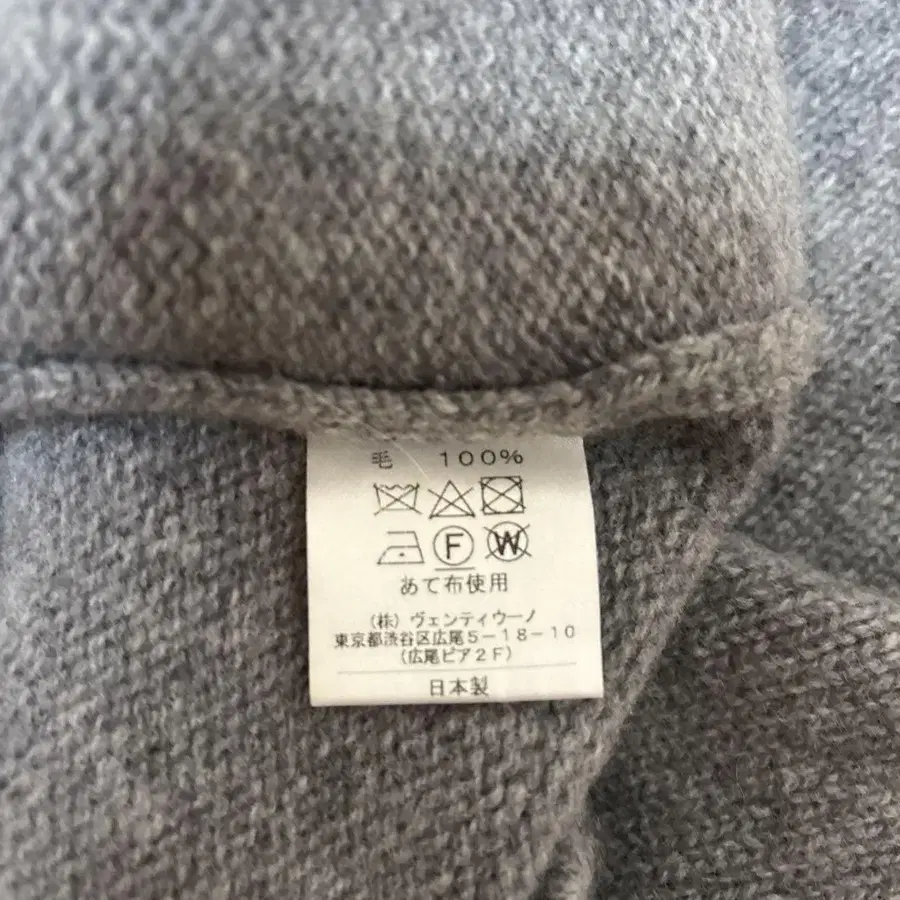 毛 100%
F W
あて布使用
(株) ヴェンティウーノ
東京都渋谷区広尾5-18-10
(広尾ピア2F)
日本製